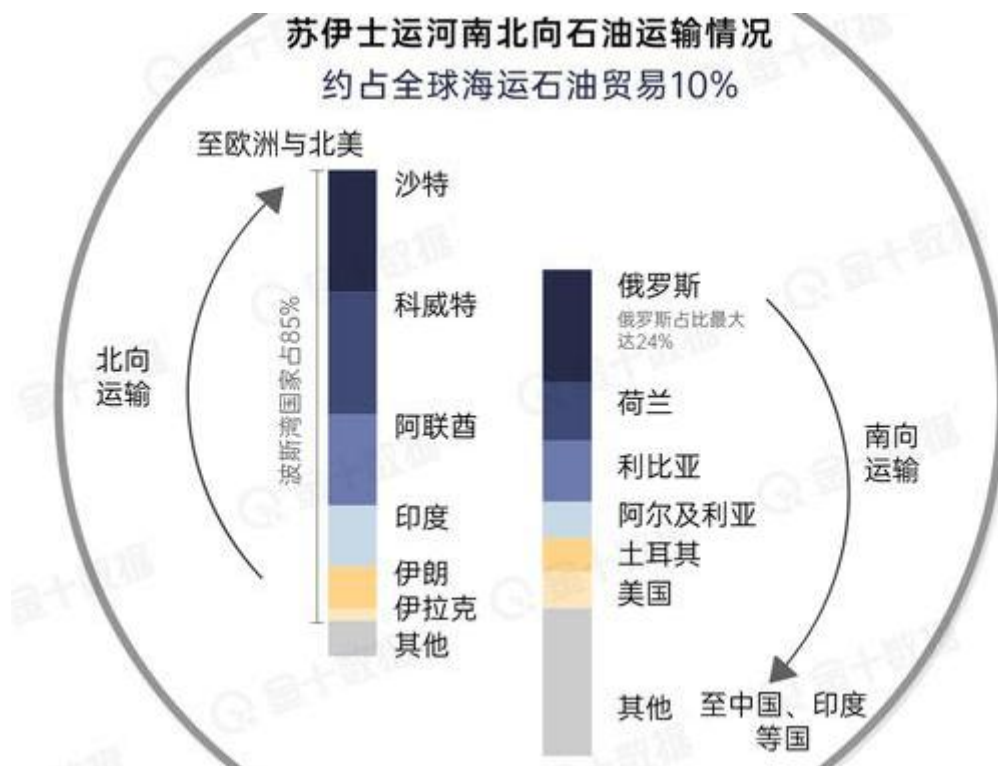 苏伊士运河南北向石油运输情况
约占全球海运石油贸易10%
至欧洲与北美
沙特
科威特
阿联酋
印度
伊朗
伊拉克
其他
波斯湾国家占85%
北向
运输
俄罗斯
俄罗斯占比最大
达24%
荷兰
利比亚
阿尔及利亚
土耳其
美国
其他
南向
运输
至中国、印度
等国
金十数据